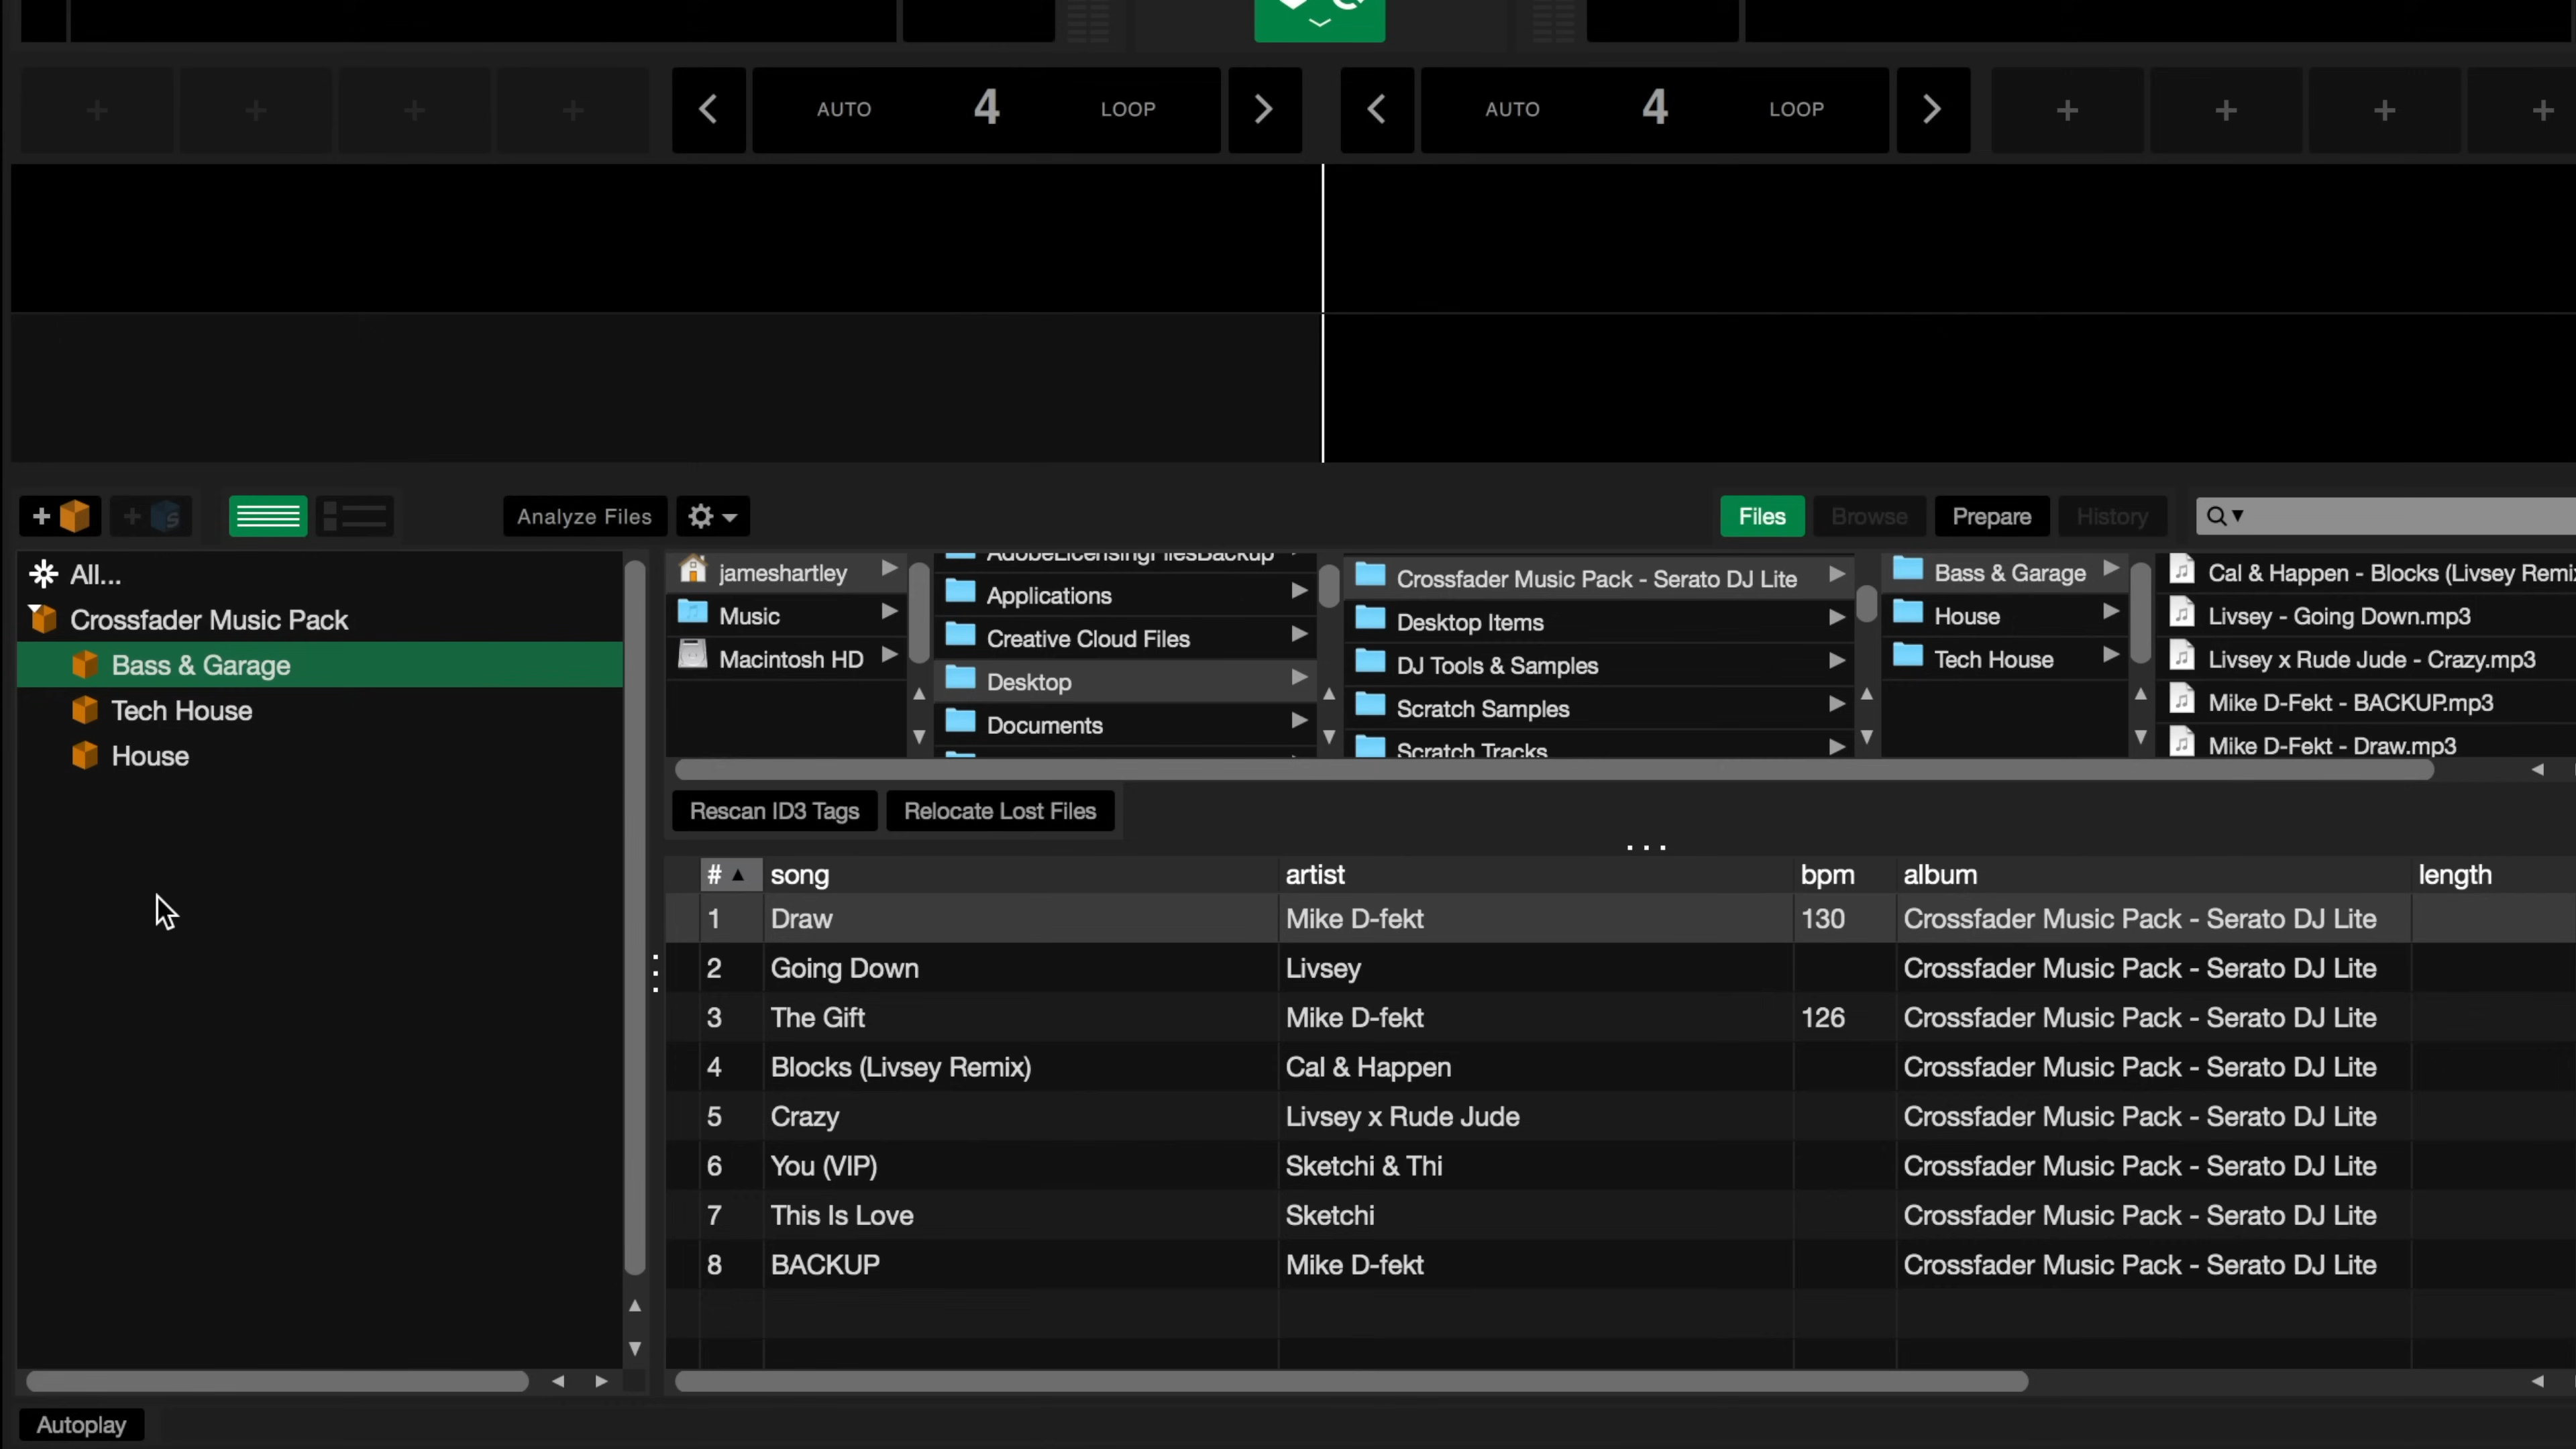 AUTO 4 LOOP AUTO 4 LOOP
Analyze Files Files Browse Prepare History
All...
Crossfader Music Pack
Bass & Garage
Tech House
House
jameshartley
Music
Macintosh HD
AdobeLicensingFilesBackup
Applications
Creative Cloud Files
Desktop
Documents
Crossfader Music Pack - Serato DJ Lite
Desktop Items
DJ Tools & Samples
Scratch Samples
Scratch Tracks
Bass & Garage
House
Tech House
Cal & Happen - Blocks (Livsey Remi
Livsey - Going Down.mp3
Livsey x Rude Jude - Crazy.mp3
Mike D-Fekt - BACKUP.mp3
Mike D-Fekt - Draw.mp3
Rescan ID3 Tags Relocate Lost Files
# song artist bpm album length
1 Draw Mike D-fekt 130 Crossfader Music Pack - Serato DJ Lite
2 Going Down Livsey Crossfader Music Pack - Serato DJ Lite
3 The Gift Mike D-fekt 126 Crossfader Music Pack - Serato DJ Lite
4 Blocks (Livsey Remix) Cal & Happen Crossfader Music Pack - Serato DJ Lite
5 Crazy Livsey x Rude Jude Crossfader Music Pack - Serato DJ Lite
6 You (VIP) Sketchi & Thi Crossfader Music Pack - Serato DJ Lite
7 This Is Love Sketchi Crossfader Music Pack - Serato DJ Lite
8 BACKUP Mike D-fekt Crossfader Music Pack - Serato DJ Lite
Autoplay